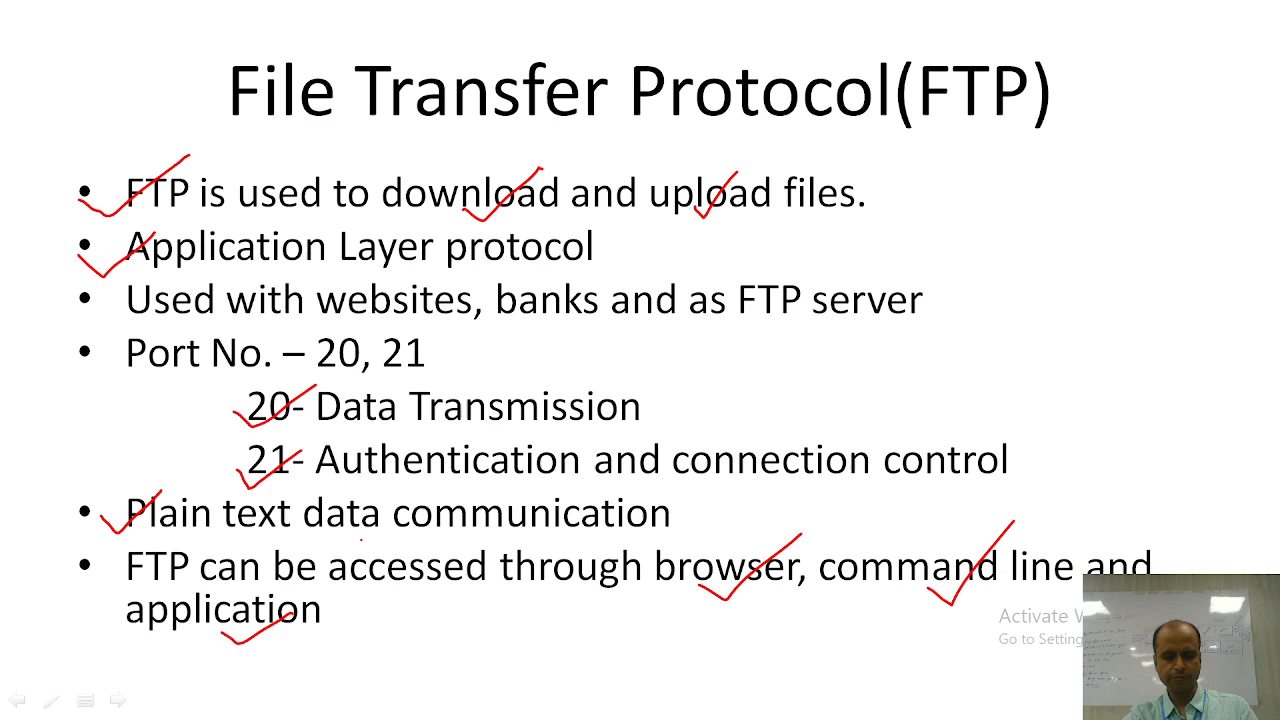 File Transfer Protocol(FTP)
• FTP is used to download and upload files.
• Application Layer protocol
• Used with websites, banks and as FTP server
• Port No. – 20, 21
20- Data Transmission
21- Authentication and connection control
• Plain text data communication
• FTP can be accessed through browser, command line and
application
Activate
Go to Setting